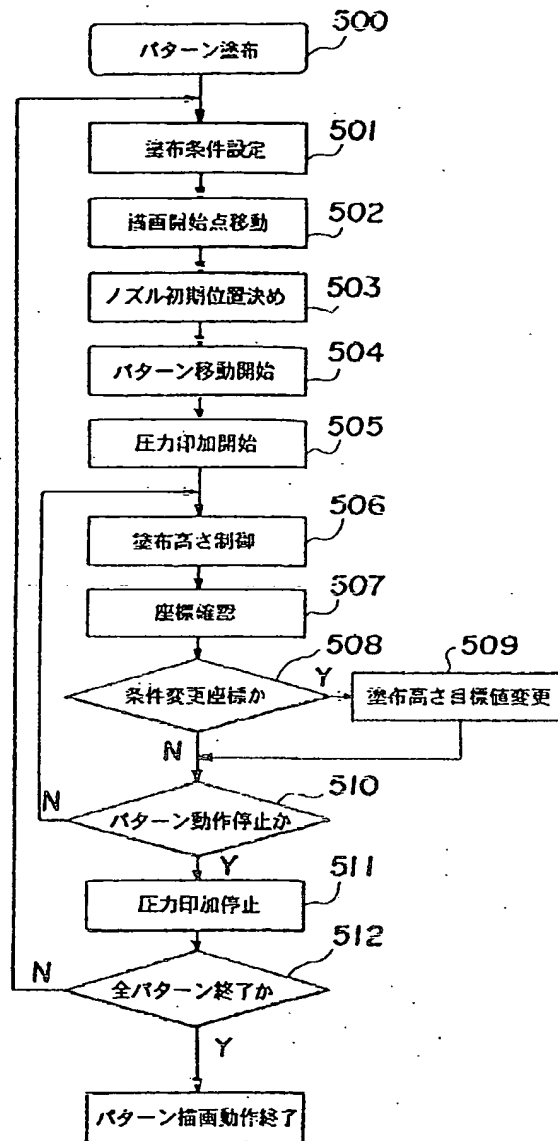 パターン塗布
500
塗布条件設定
501
描画開始点移動
502
ノズル初期位置決め
503
パターン移動開始
504
圧力印加開始
505
塗布高さ制御
506
座標確認
507
条件変更座標か
508
Y
塗布高さ目標値変更
509
N
パターン動作停止か
510
N
Y
圧力印加停止
511
全パターン終了か
512
N
Y
パターン描画動作終了